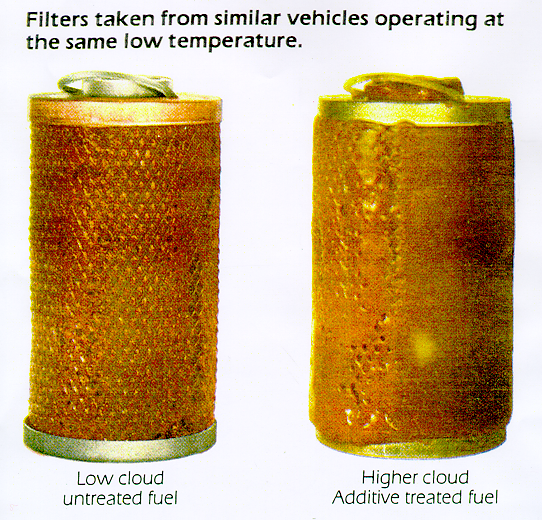 Filters taken from similar vehicles operating at
the same low temperature.
Low cloud
untreated fuel
Higher cloud
Additive treated fuel